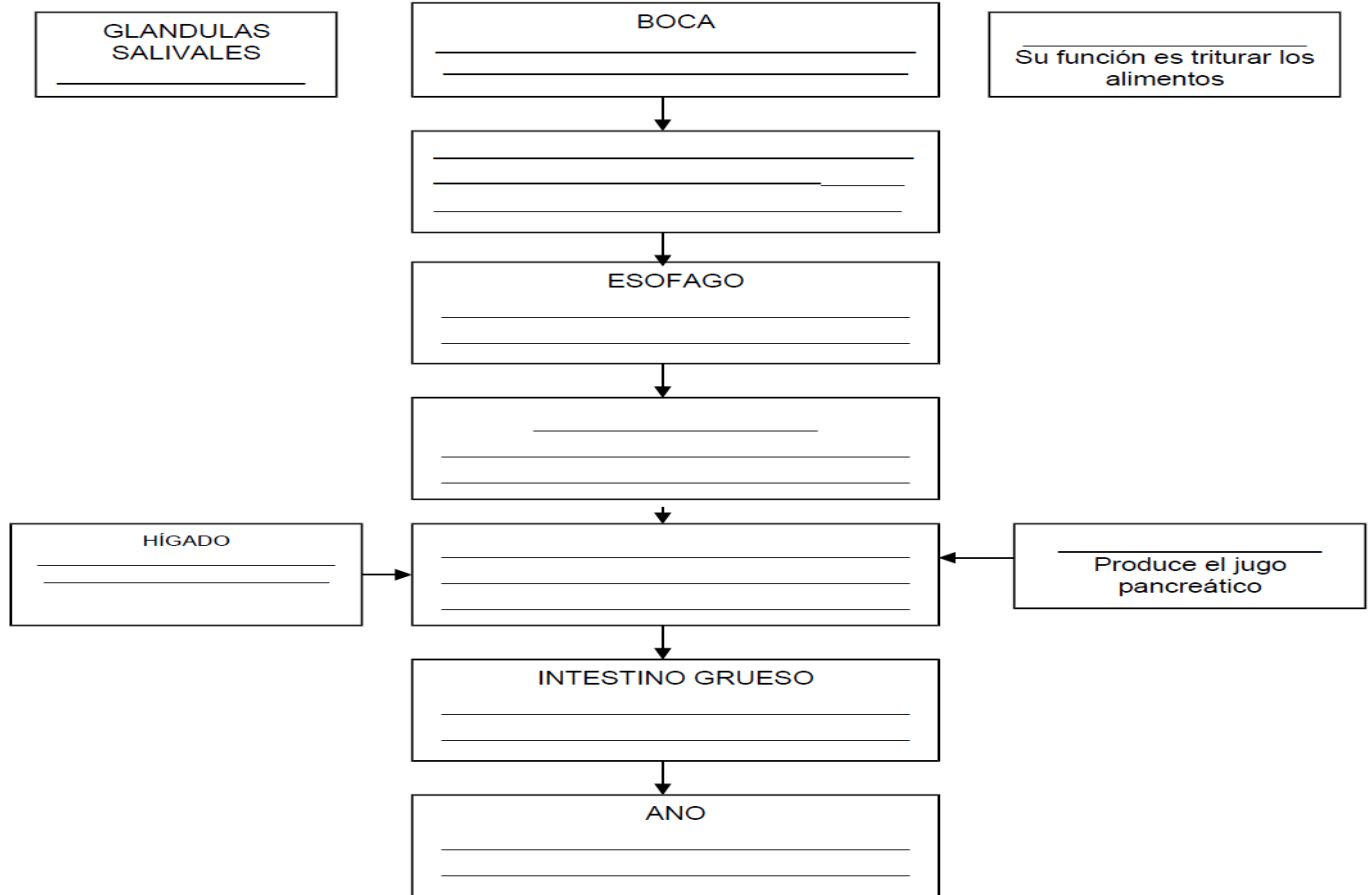 GLANDULAS
SALIVALES
BOCA
Su función es triturar los
alimentos
ESOFAGO
HÍGADO
Produce el jugo
pancreático
INTESTINO GRUESO
ANO